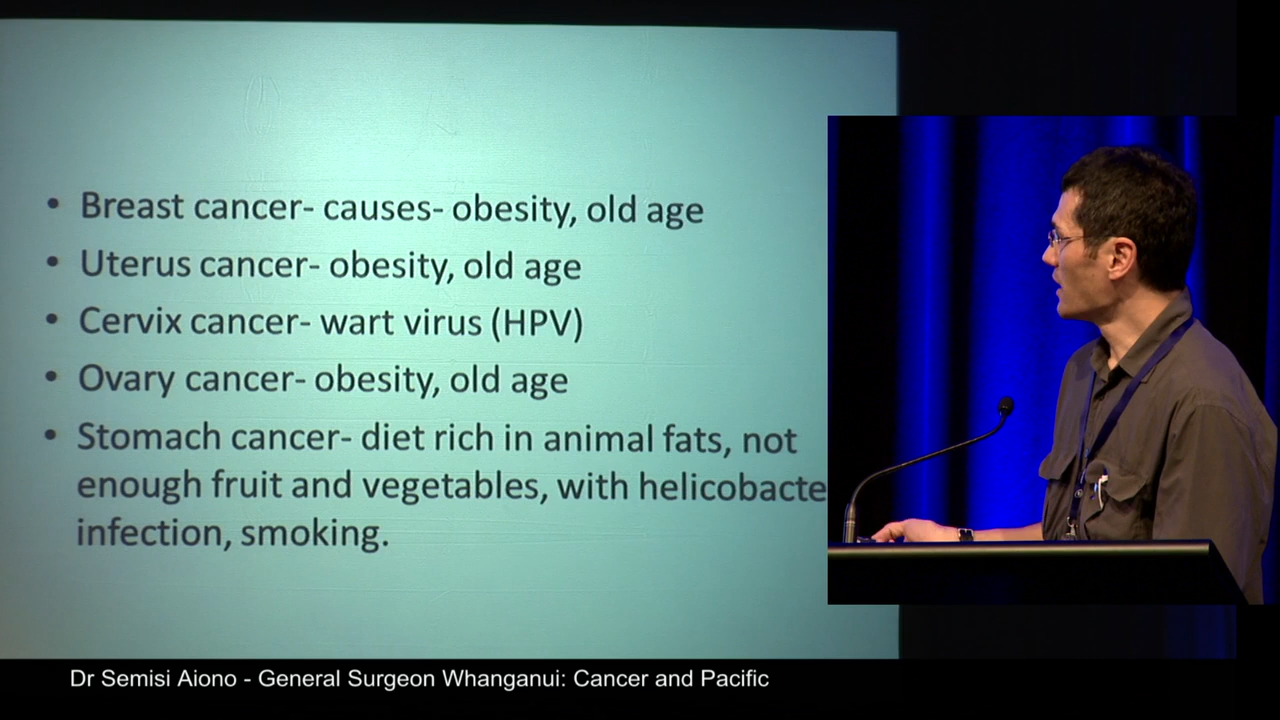 • Breast cancer- causes- obesity, old age
• Uterus cancer- obesity, old age
• Cervix cancer- wart virus (HPV)
• Ovary cancer- obesity, old age
• Stomach cancer- diet rich in animal fats, not
enough fruit and vegetables, with helicobacte
infection, smoking.
Dr Semisi Aiono - General Surgeon Whanganui: Cancer and Pacific